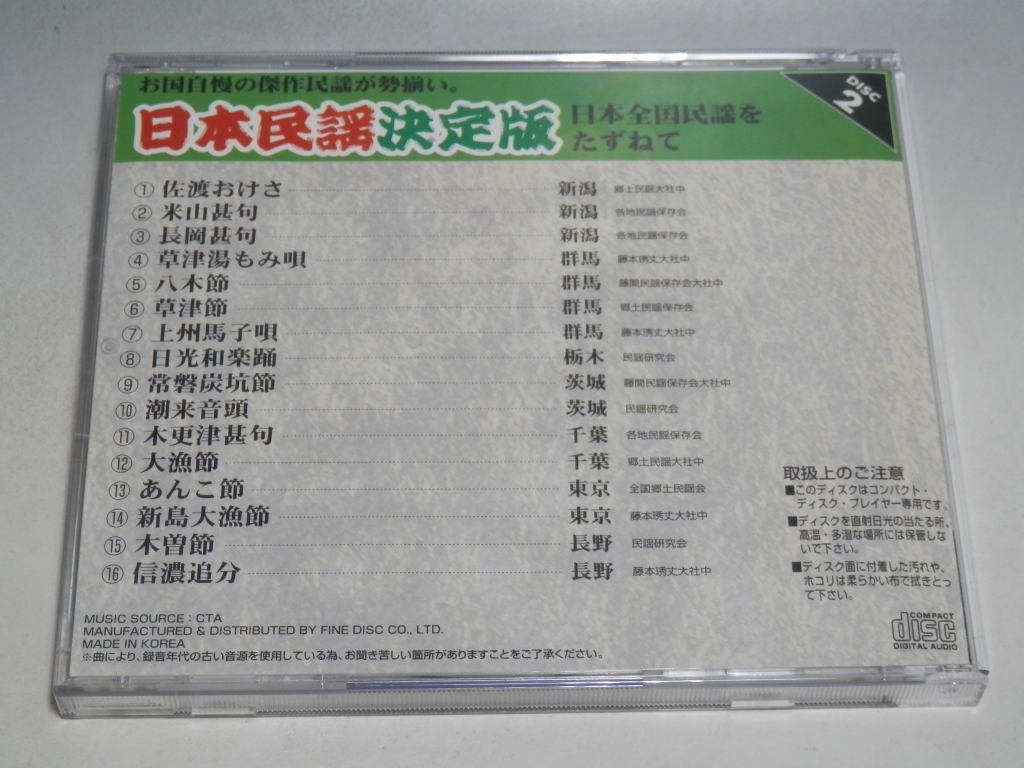 お国自慢の傑作民謡が勢揃い。
日本民謡決定版
日本全国民謡を
たずねて
DISC
2
① 佐渡おけさ 新潟 郷土民謡大社中
② 米山甚句 新潟 各地民謡保存会
③ 長岡甚句 新潟 各地民謡保存会
④ 草津湯もみ唄 群馬 藤本琇丈大社中
⑤ 八木節 群馬 藤間民謡保存会大社中
⑥ 草津節 群馬 郷土民謡保存会
⑦ 上州馬子唄 群馬 藤本琇丈大社中
⑧ 日光和楽踊 栃木 民謡研究会
⑨ 常磐炭坑節 茨城 藤間民謡保存会大社中
⑩ 潮来音頭 茨城 民謡研究会
⑪ 木更津甚句 千葉 各地民謡保存会
⑫ 大漁節 千葉 郷土民謡大社中
⑬ あんこ節 東京 全国郷土民謡会
⑭ 新島大漁節 東京 藤本琇丈大社中
⑮ 木曽節 長野 民謡研究会
⑯ 信濃追分 長野 藤本琇丈大社中
取扱上のご注意
■このディスクはコンパクト・
ディスク・プレイヤー専用です。
■ディスクを直射日光の当たる所、
高温・多湿な場所には保管しな
いで下さい。
■ディスク面に付着した汚れや、
ホコリは柔らかい布で拭きとっ
て下さい。
MUSIC SOURCE : CTA
MANUFACTURED & DISTRIBUTED BY FINE DISC CO., LTD.
MADE IN KOREA
※曲により、録音年代の古い音源を使用している為、お聞き苦しい箇所がありますことをご了承ください。
COMPACT
disc
DIGITAL AUDIO